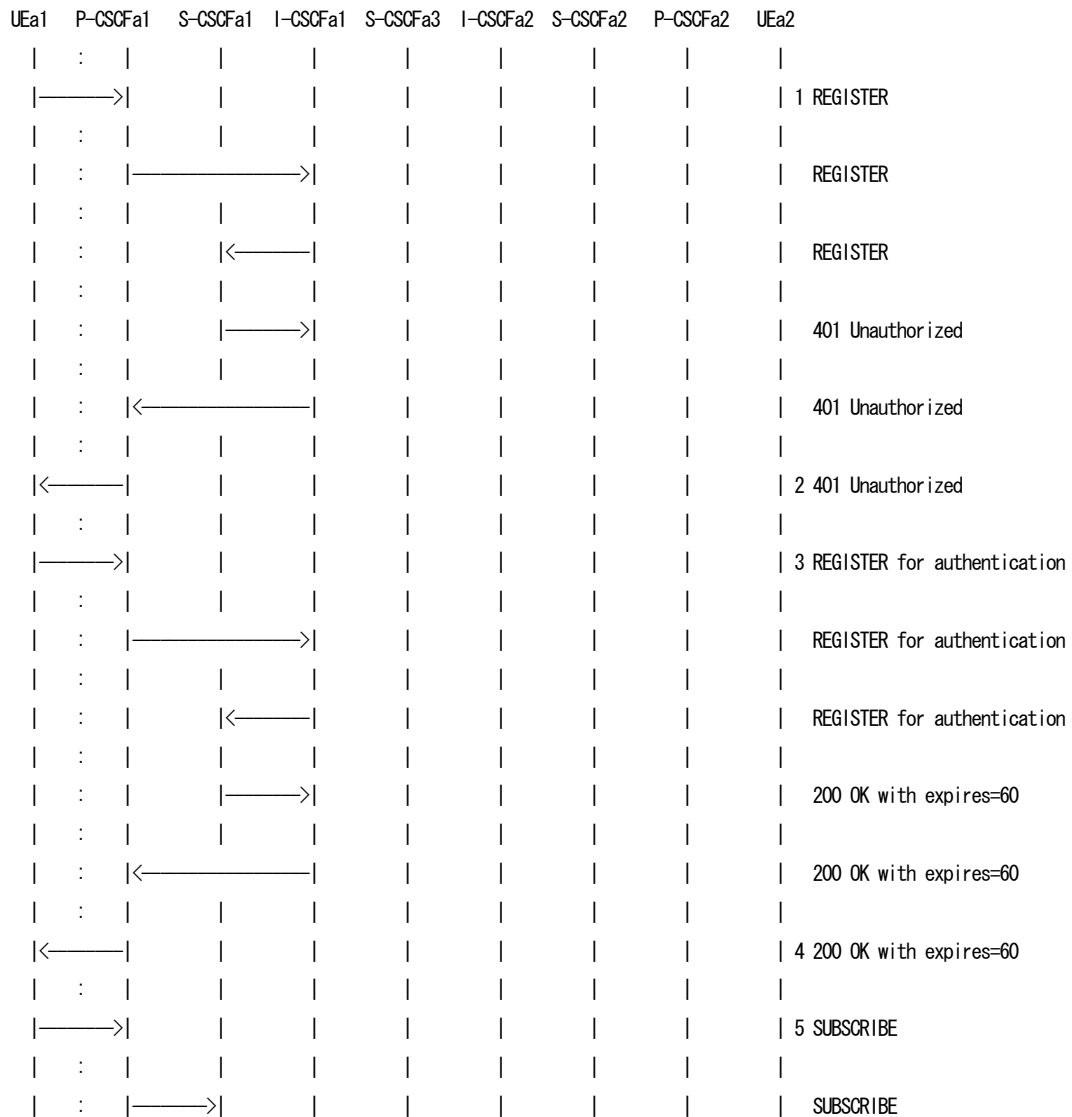 UEa1 P-CSCFa1 S-CSCFa1 I-CSCFa1 S-CSCFa3 I-CSCFa2 S-CSCFa2 P-CSCFa2 UEa2
1 REGISTER
REGISTER
REGISTER
401 Unauthorized
401 Unauthorized
2 401 Unauthorized
3 REGISTER for authentication
REGISTER for authentication
REGISTER for authentication
200 OK with expires=60
200 OK with expires=60
4 200 OK with expires=60
5 SUBSCRIBE
SUBSCRIBE